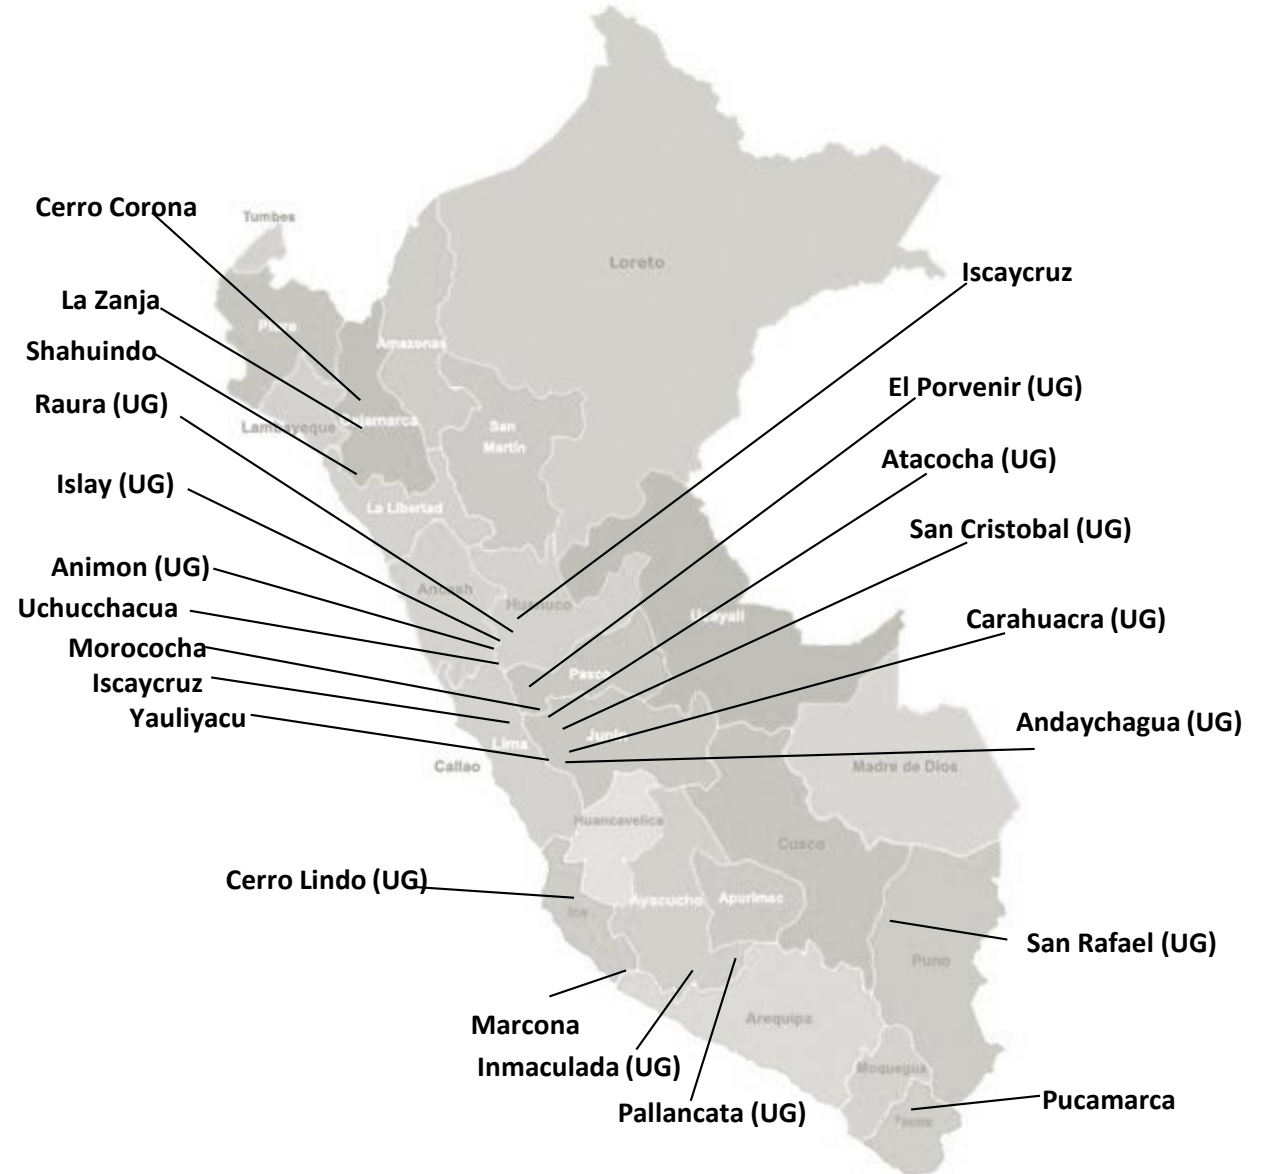 Cerro Corona
Tumbes
Loreto
Iscaycruz
La Zanja
Piura
Shahuindo
Amazonas
El Porvenir (UG)
Raura (UG)
Lambayeque
Cajamarca
San
Martín
Atacocha (UG)
Islay (UG)
La Libertad
San Cristobal (UG)
Animon (UG)
Ancash
Huanuco
Uchucchacua
Ucayali
Carahuacra (UG)
Morococha
Pasco
Iscaycruz
Yauliyacu
Lima
Junín
Andaychagua (UG)
Callao
Madre de Dios
Huancavelica
Cusco
Cerro Lindo (UG)
Ica
Ayacucho
Apurímac
San Rafael (UG)
Puno
Marcona
Arequipa
Inmaculada (UG)
Moquegua
Pallancata (UG)
Pucamarca
Tacna